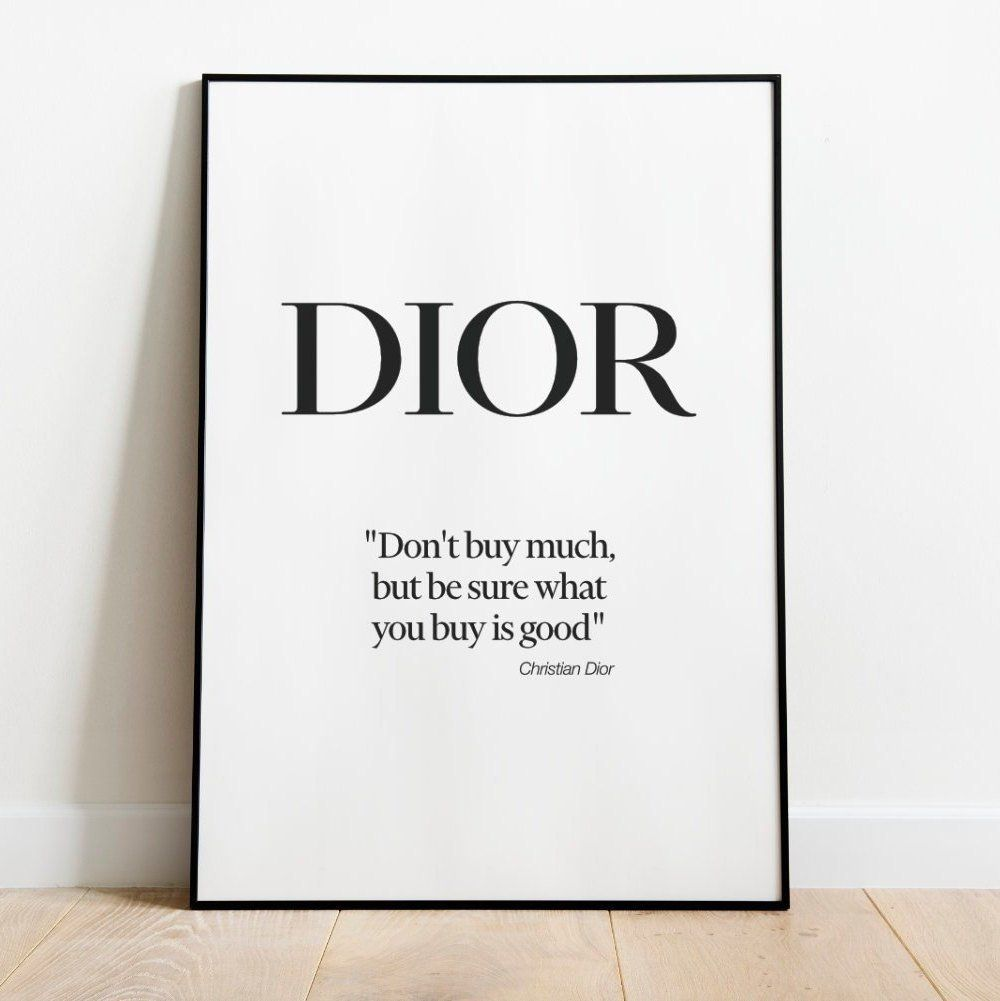 DIOR
"Don't buy much,
but be sure what
you buy is good"
Christian Dior